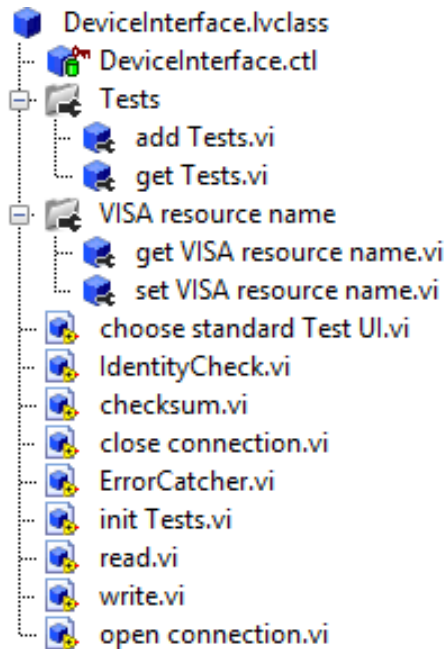 DeviceInterface.lvclass
DeviceInterface.ctl
Tests
add Tests.vi
get Tests.vi
VISA resource name
get VISA resource name.vi
set VISA resource name.vi
choose standard Test UI.vi
IdentityCheck.vi
checksum.vi
close connection.vi
ErrorCatcher.vi
init Tests.vi
read.vi
write.vi
open connection.vi